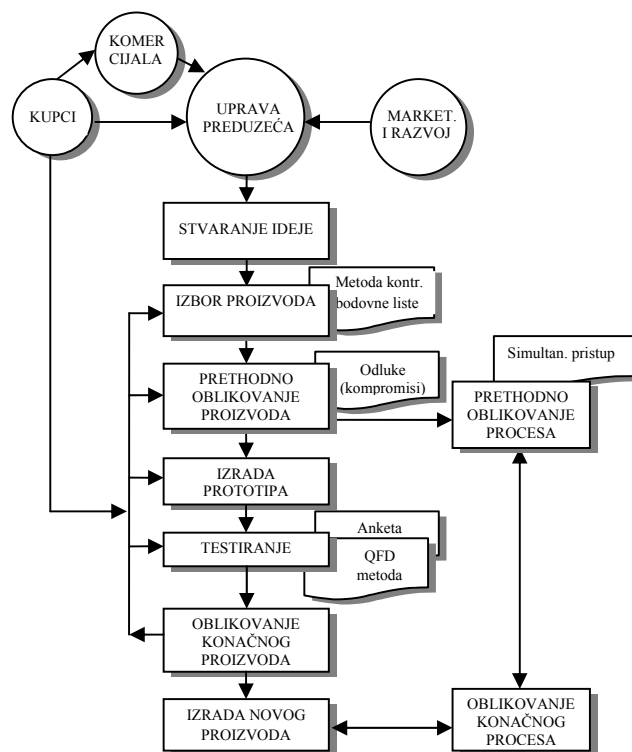 KOMER
CIJALA
KUPCI
UPRAVA
PREDUZEĆA
MARKET.
I RAZVOJ
STVARANJE IDEJE
IZBOR PROIZVODA
Metoda kontr.
bodovne liste
PRETHODNO
OBLIKOVANJE
PROIZVODA
Odluke
(kompromisi)
Simultan. pristup
PRETHODNO
OBLIKOVANJE
PROCESA
IZRADA
PROTOTIPA
TESTIRANJE
Anketa
QFD
metoda
OBLIKOVANJE
KONAČNOG
PROIZVODA
IZRADA NOVOG
PROIZVODA
OBLIKOVANJE
KONAČNOG
PROCESA